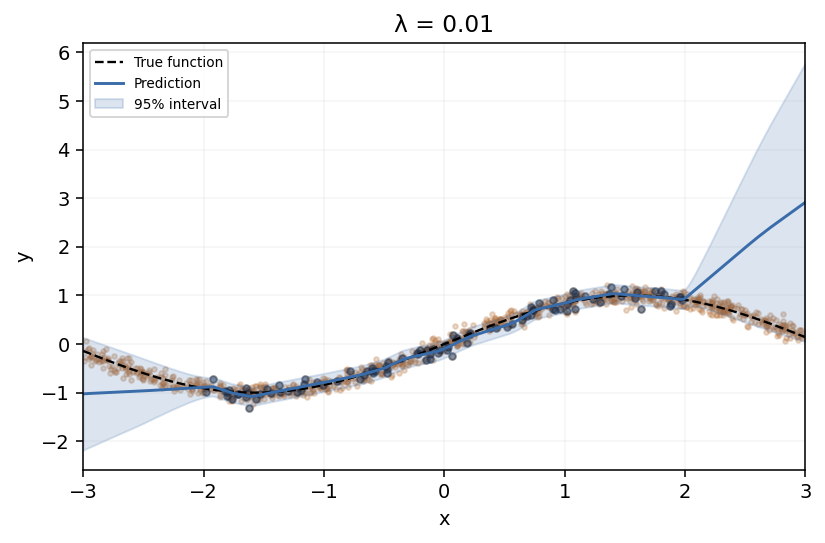 λ = 0.01
True function
Prediction
95% interval
y
6
5
4
3
2
1
0
−1
−2
−3 −2 −1 0 1 2 3
x